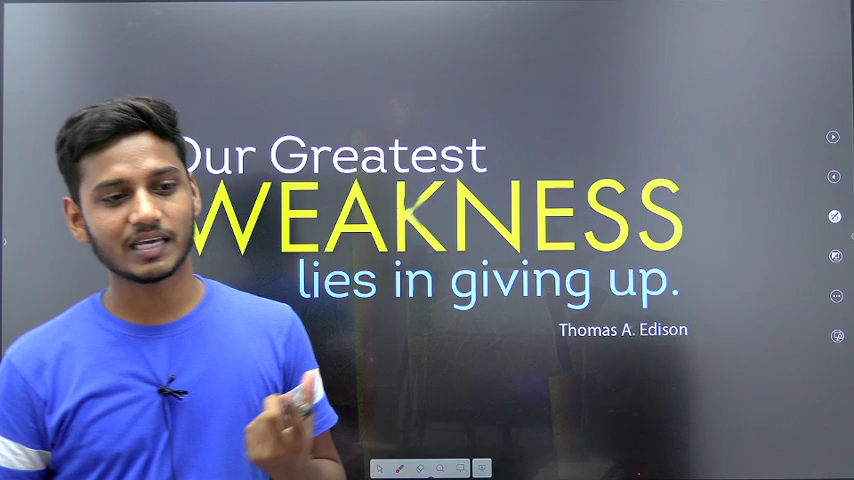 Our Greatest
WEAKNESS
lies in giving up.
Thomas A. Edison